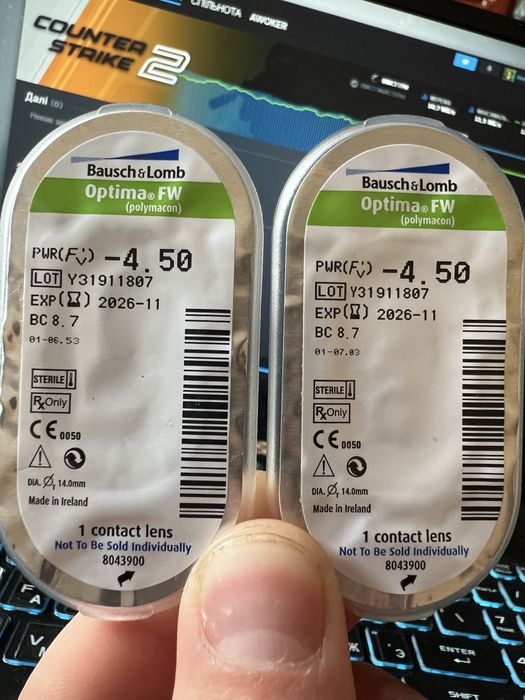 COUNTER
STRIKE 2
СПІЛЬНОТА AWOKER
Далі (0)
Bausch & Lomb
Optima® FW
(polymacon)
PWR(F'v) -4.50
LOT Y31911807
EXP(⌛) 2026-11
BC 8.7
01-06.53
STERILE
Rx Only
CE 0050
DIA. Ø, 14.0mm
Made in Ireland
1 contact lens
Not To Be Sold Individually
8043900
Bausch & Lomb
Optima® FW
(polymacon)
PWR(F'v) -4.50
LOT Y31911807
EXP(⌛) 2026-11
BC 8.7
01-07.03
STERILE
Rx Only
CE 0050
DIA. Ø, 14.0mm
Made in Ireland
1 contact lens
Not To Be Sold Individually
8043900
FA
V
M
ENTER
SHIFT